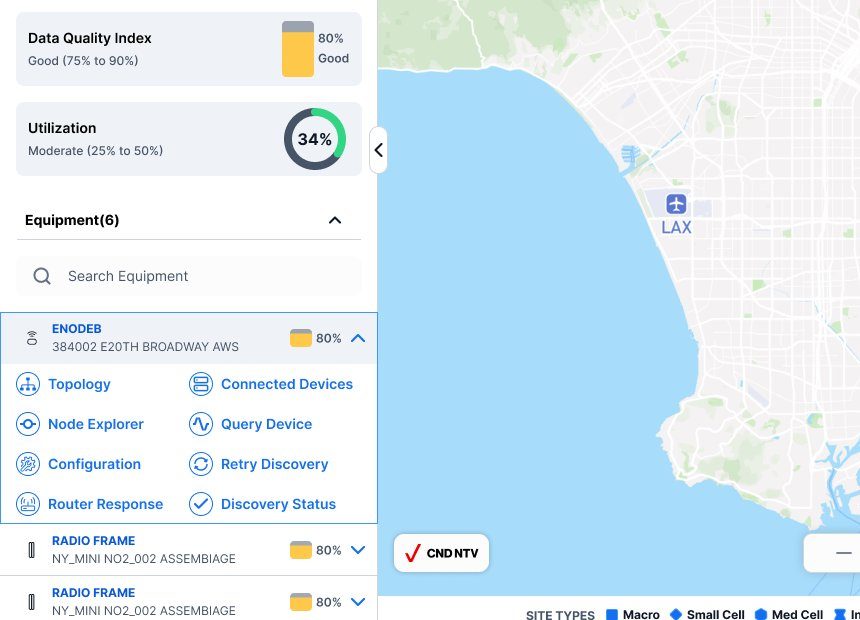 Data Quality Index
Good (75% to 90%)
80%
Good
Utilization
Moderate (25% to 50%)
34%
Equipment(6)
Search Equipment
ENODEB
384002 E20TH BROADWAY AWS
80%
Topology
Connected Devices
Node Explorer
Query Device
Configuration
Retry Discovery
Router Response
Discovery Status
RADIO FRAME
NY_MINI NO2_002 ASSEMBIAGE
80%
RADIO FRAME
NY_MINI NO2_002 ASSEMBIAGE
80%
LAX
CND NTV
SITE TYPES Macro Small Cell Med Cell In